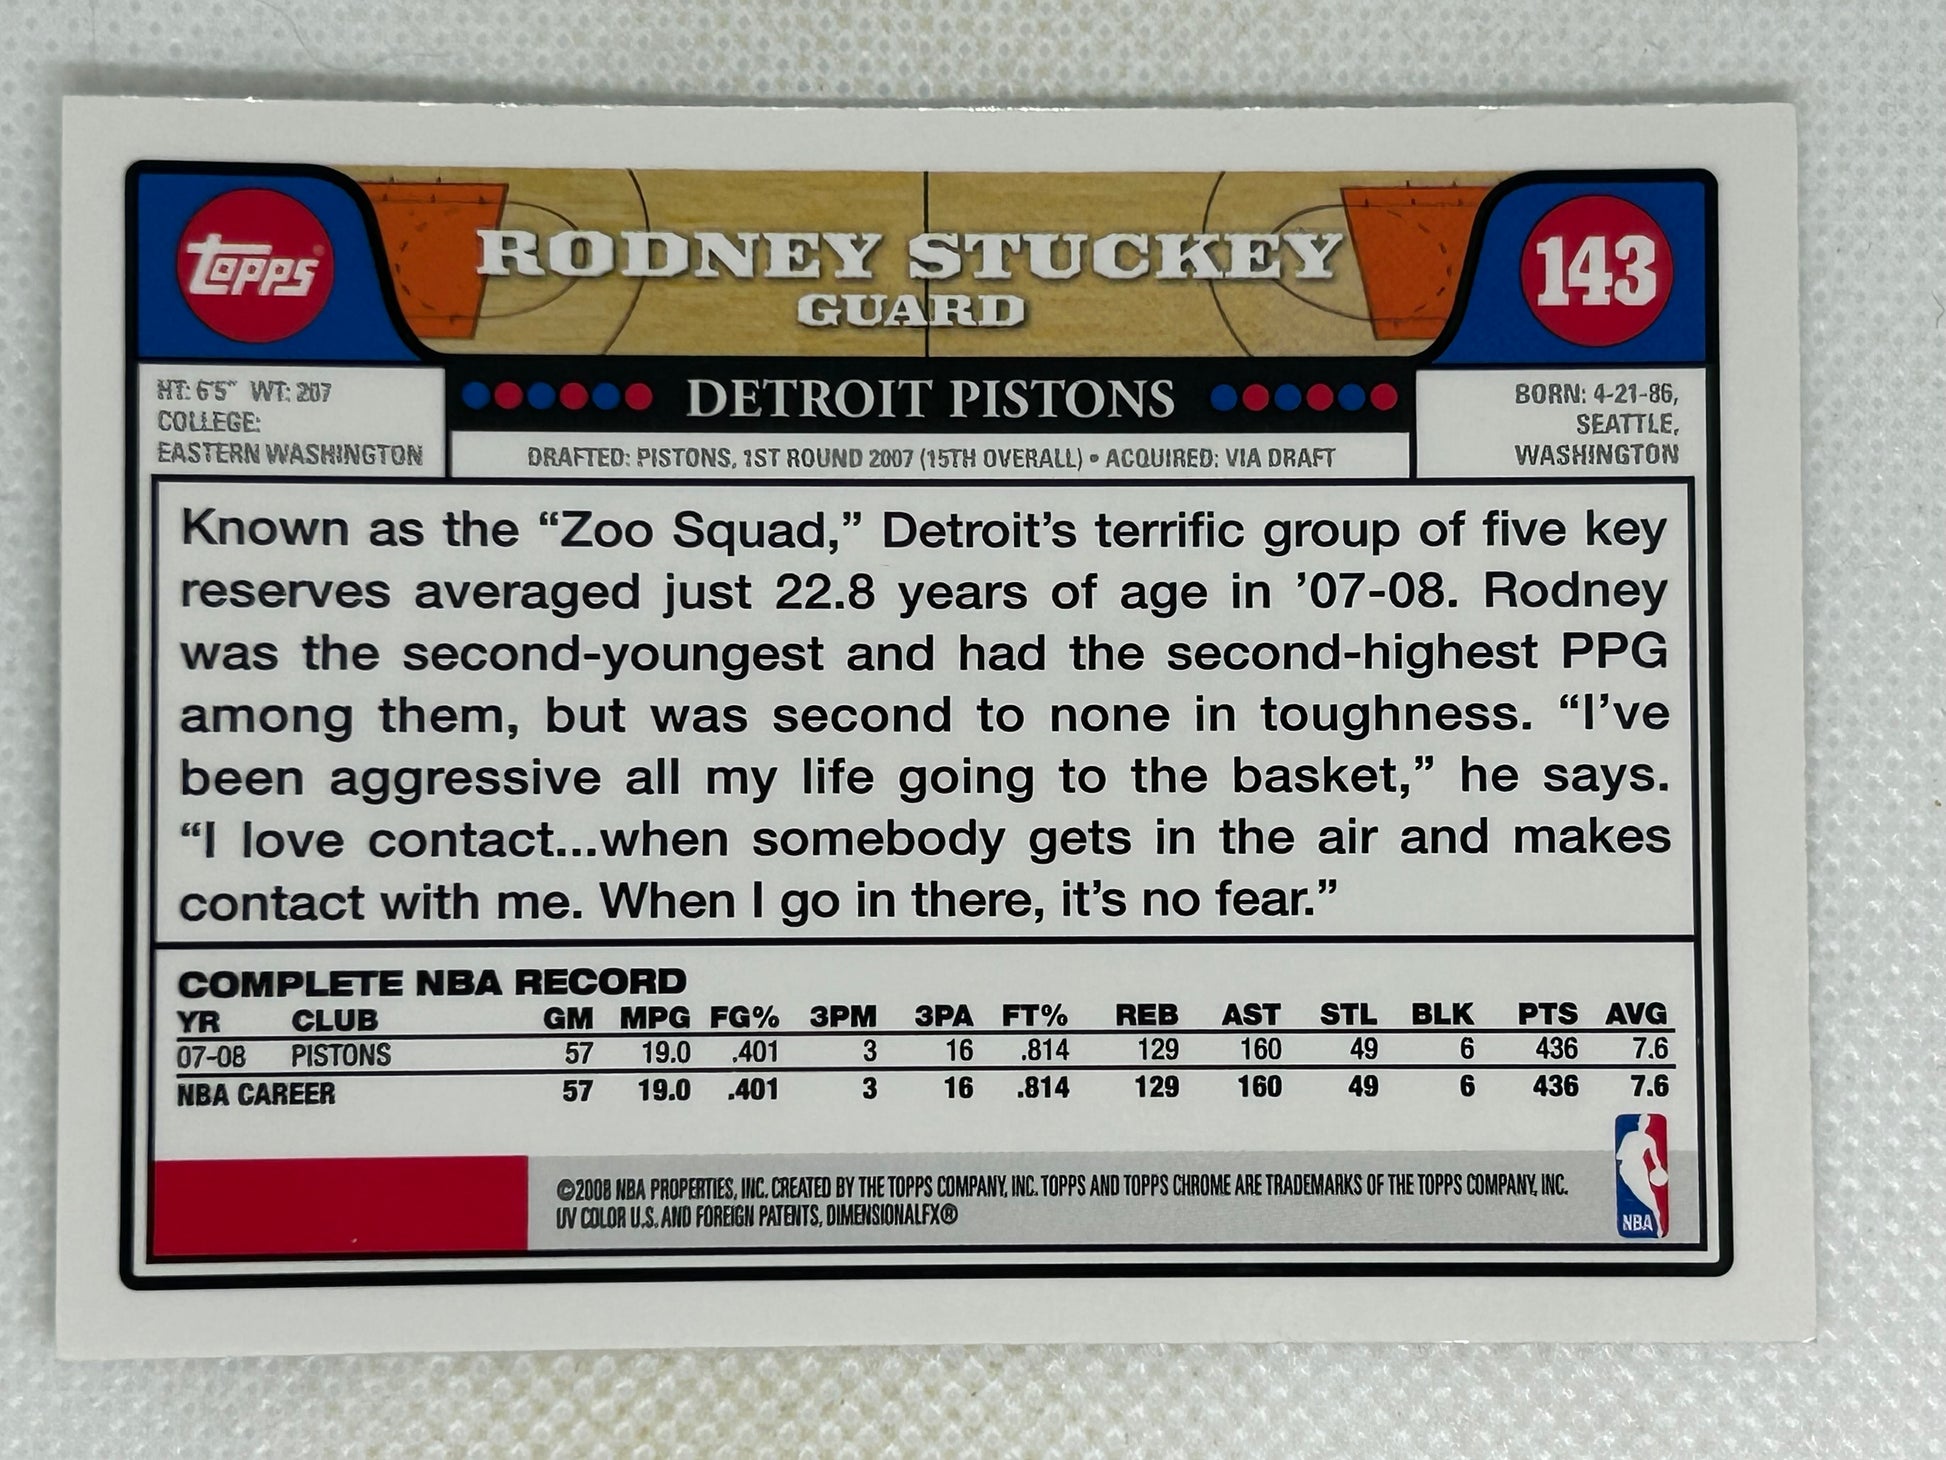 topps
RODNEY STUCKEY
GUARD
143
HT: 6'5" WT: 207
COLLEGE:
EASTERN WASHINGTON
DETROIT PISTONS
DRAFTED: PISTONS, 1ST ROUND 2007 (15TH OVERALL) • ACQUIRED: VIA DRAFT
BORN: 4-21-86,
SEATTLE,
WASHINGTON
Known as the “Zoo Squad,” Detroit’s terrific group of five key
reserves averaged just 22.8 years of age in ’07-08. Rodney
was the second-youngest and had the second-highest PPG
among them, but was second to none in toughness. “I’ve
been aggressive all my life going to the basket,” he says.
“I love contact...when somebody gets in the air and makes
contact with me. When I go in there, it’s no fear.”
COMPLETE NBA RECORD
YR CLUB GM MPG FG% 3PM 3PA FT% REB AST STL BLK PTS AVG
07-08 PISTONS 57 19.0 .401 3 16 .814 129 160 49 6 436 7.6
NBA CAREER 57 19.0 .401 3 16 .814 129 160 49 6 436 7.6
©2008 NBA PROPERTIES, INC. CREATED BY THE TOPPS COMPANY, INC. TOPPS AND TOPPS CHROME ARE TRADEMARKS OF THE TOPPS COMPANY, INC.
UV COLOR U.S. AND FOREIGN PATENTS, DIMENSIONALFX®
NBA